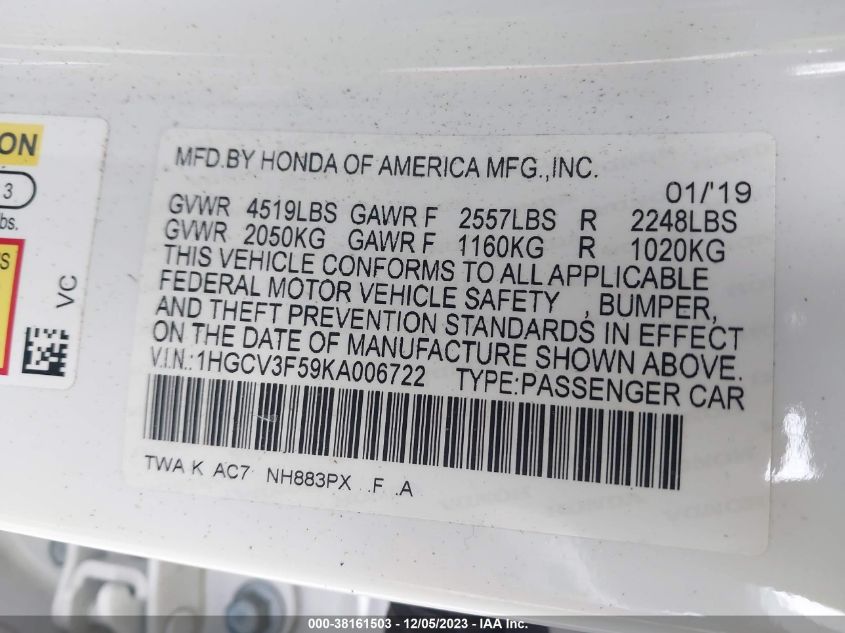 ON
3
bs.
S
VC
MFD.BY HONDA OF AMERICA MFG.,INC.
01/'19
GVWR 4519LBS GAWR F 2557LBS R 2248LBS
GVWR 2050KG GAWR F 1160KG R 1020KG
THIS VEHICLE CONFORMS TO ALL APPLICABLE
FEDERAL MOTOR VEHICLE SAFETY , BUMPER,
AND THEFT PREVENTION STANDARDS IN EFFECT
ON THE DATE OF MANUFACTURE SHOWN ABOVE.
V.I.N.:1HGCV3F59KA006722 TYPE:PASSENGER CAR
TWA K AC7 NH883PX .F .A
000-38161503 - 12/05/2023 - IAA Inc.